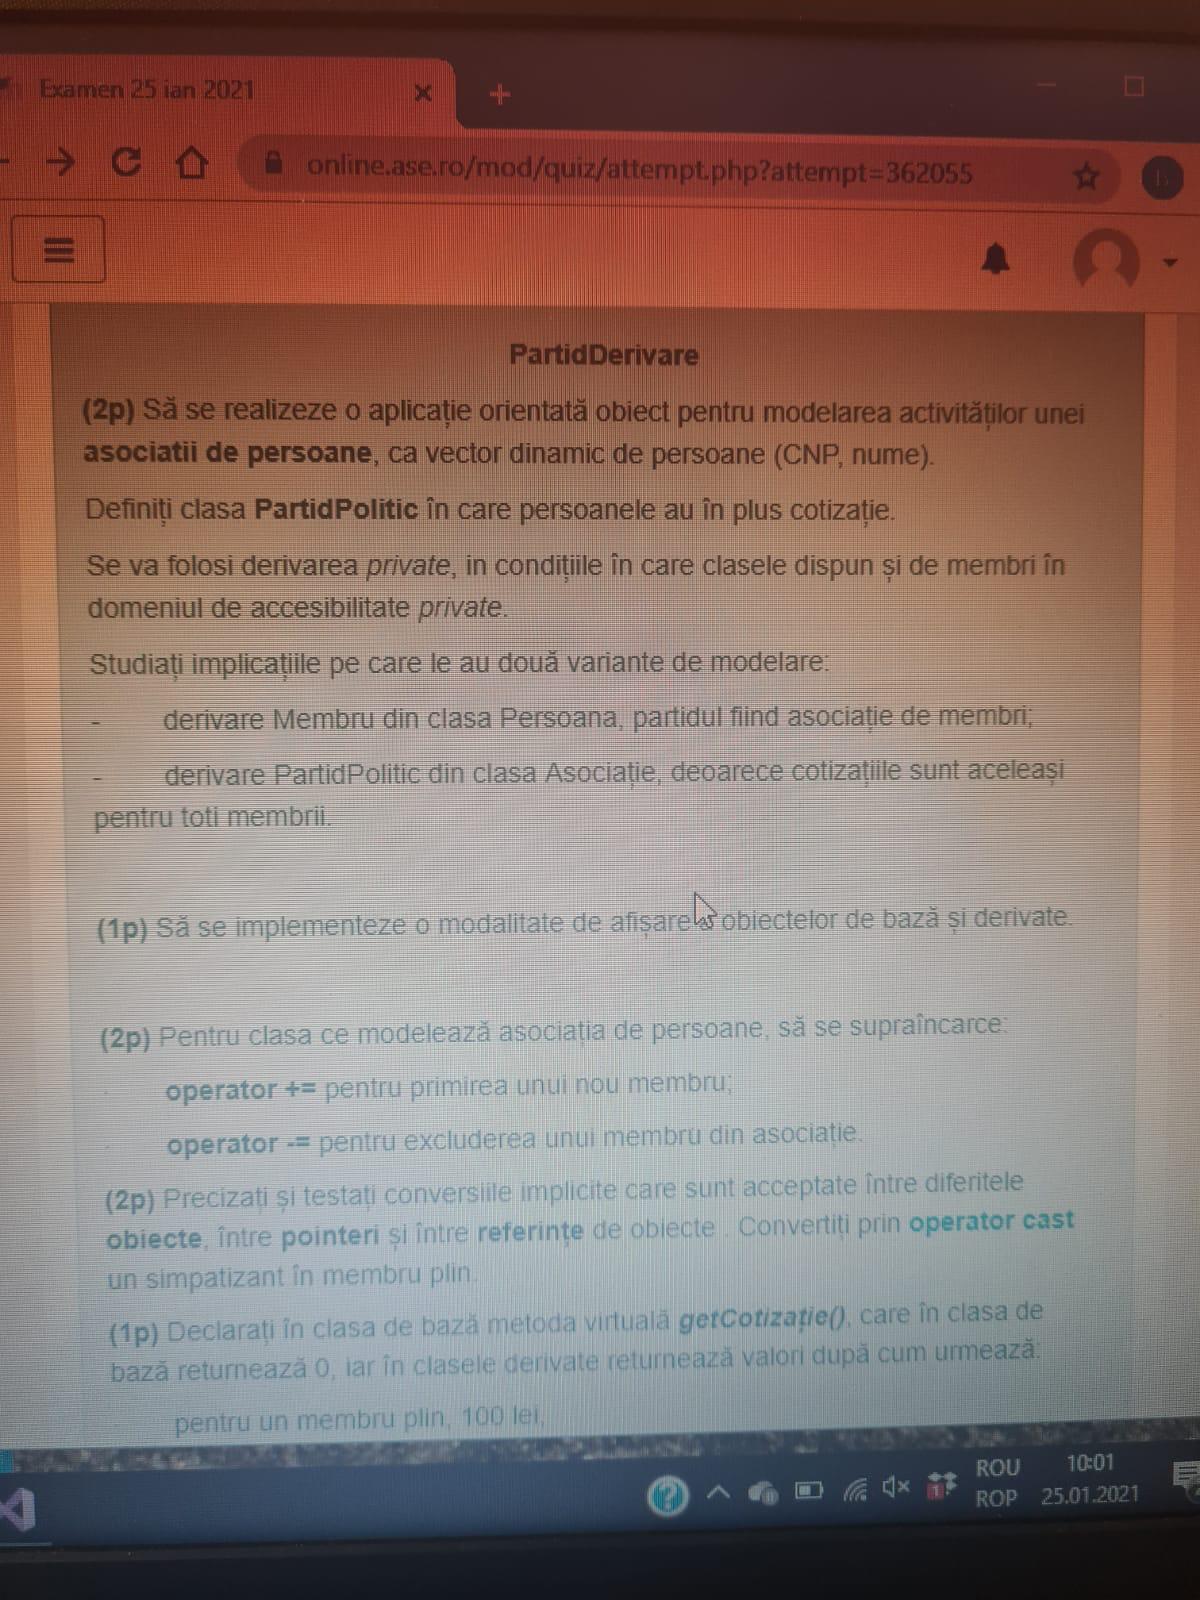 Examen 25 ian 2021
online.ase.ro/mod/quiz/attempt.php?attempt=362055
PartidDerivare
(2p) Să se realizeze o aplicație orientată obiect pentru modelarea activităților unei
asociatii de persoane, ca vector dinamic de persoane (CNP, nume).
Definiți clasa PartidPolitic în care persoanele au în plus cotizație.
Se va folosi derivarea private, in condițiile în care clasele dispun și de membri în
domeniul de accesibilitate private.
Studiați implicațiile pe care le au două variante de modelare:
- derivare Membru din clasa Persoana, partidul fiind asociație de membri;
- derivare PartidPolitic din clasa Asociație, deoarece cotizațiile sunt aceleași
pentru toti membrii.
(1p) Să se implementeze o modalitate de afișare a obiectelor de bază și derivate.
(2p) Pentru clasa ce modelează asociația de persoane, să se supraîncarce:
operator += pentru primirea unui nou membru;
operator -= pentru excluderea unui membru din asociație.
(2p) Precizați și testați conversiile implicite care sunt acceptate între diferitele
obiecte, între pointeri și între referințe de obiecte . Convertiți prin operator cast
un simpatizant în membru plin.
(1p) Declarați în clasa de bază metoda virtuală getCotizație(), care în clasa de
bază returnează 0, iar în clasele derivate returnează valori după cum urmează:
pentru un membru plin, 100 lei,
ROU 10:01
ROP 25.01.2021